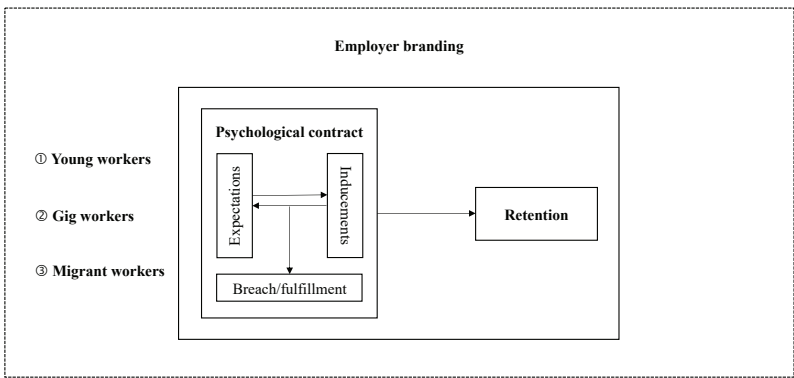 Employer branding
Psychological contract
① Young workers
Expectations
Inducements
② Gig workers
Retention
③ Migrant workers
Breach/fulfillment